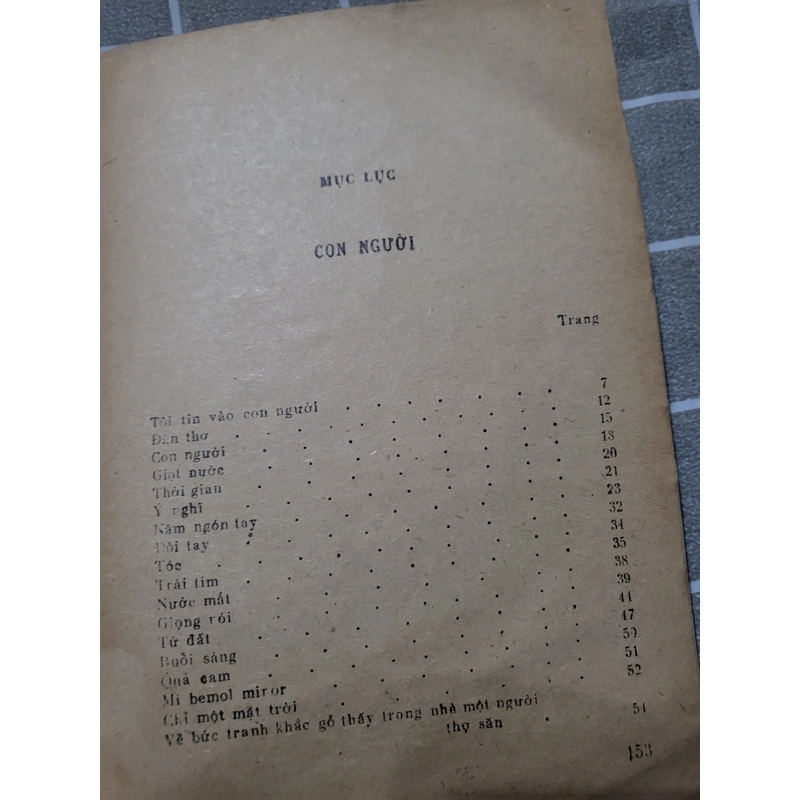 MỤC LỤC
CON NGƯỜI
Trang
Tôi tin vào con người . . . . . . . 7
Đàn thơ . . . . . . . . . 12
Con người . . . . . . . . . 15
Giọt nước . . . . . . . . . 18
Thời gian . . . . . . . . . 20
Ý nghĩ . . . . . . . . . 21
Năm ngón tay . . . . . . . . 23
Đôi tay . . . . . . . . . 32
Tóc . . . . . . . . . 34
Trái tim . . . . . . . . . 35
Nước mắt . . . . . . . . . 38
Giọng rói . . . . . . . . . 39
Từ đất . . . . . . . . . 44
Buổi sáng . . . . . . . . . 47
Quả cam . . . . . . . . . 50
Mi bemol miror . . . . . . . 51
Chỉ một mặt trời . . . . . . . 52
Về bức tranh khắc gỗ thấy trong nhà một người
thợ săn . 54
153